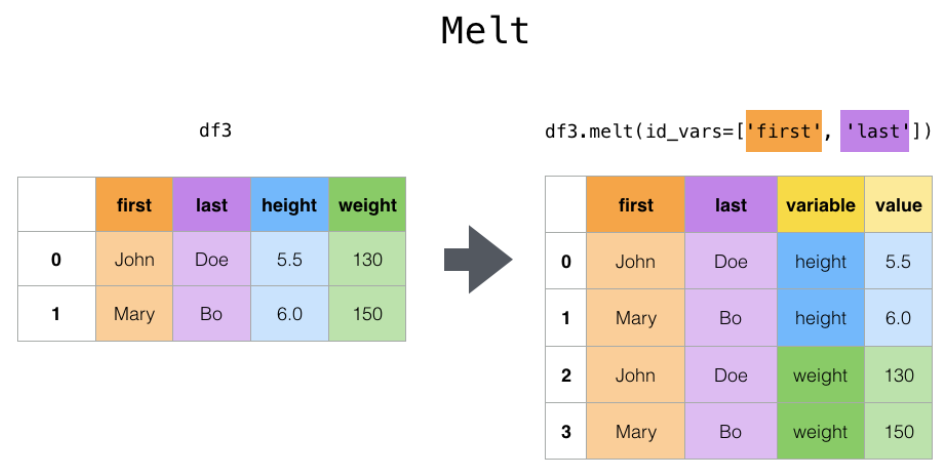 Melt
df3
first last height weight
0 John Doe 5.5 130
1 Mary Bo 6.0 150
df3.melt(id_vars=['first', 'last'])
first last variable value
0 John Doe height 5.5
1 Mary Bo height 6.0
2 John Doe weight 130
3 Mary Bo weight 150